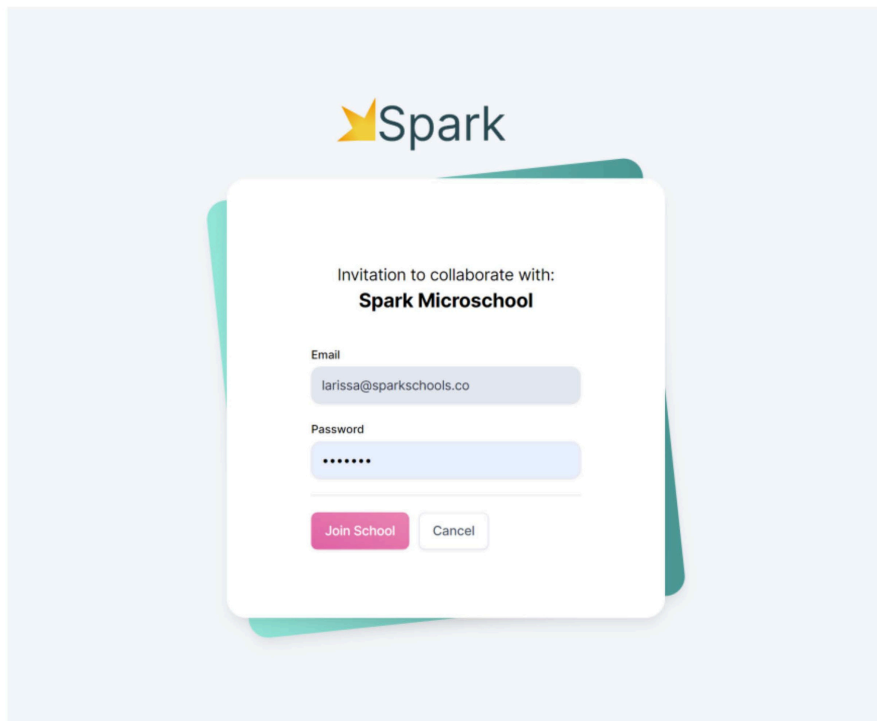 Spark
Invitation to collaborate with:
Spark Microschool
Email
larissa@sparkschools.co
Password
•••••••
Join School
Cancel